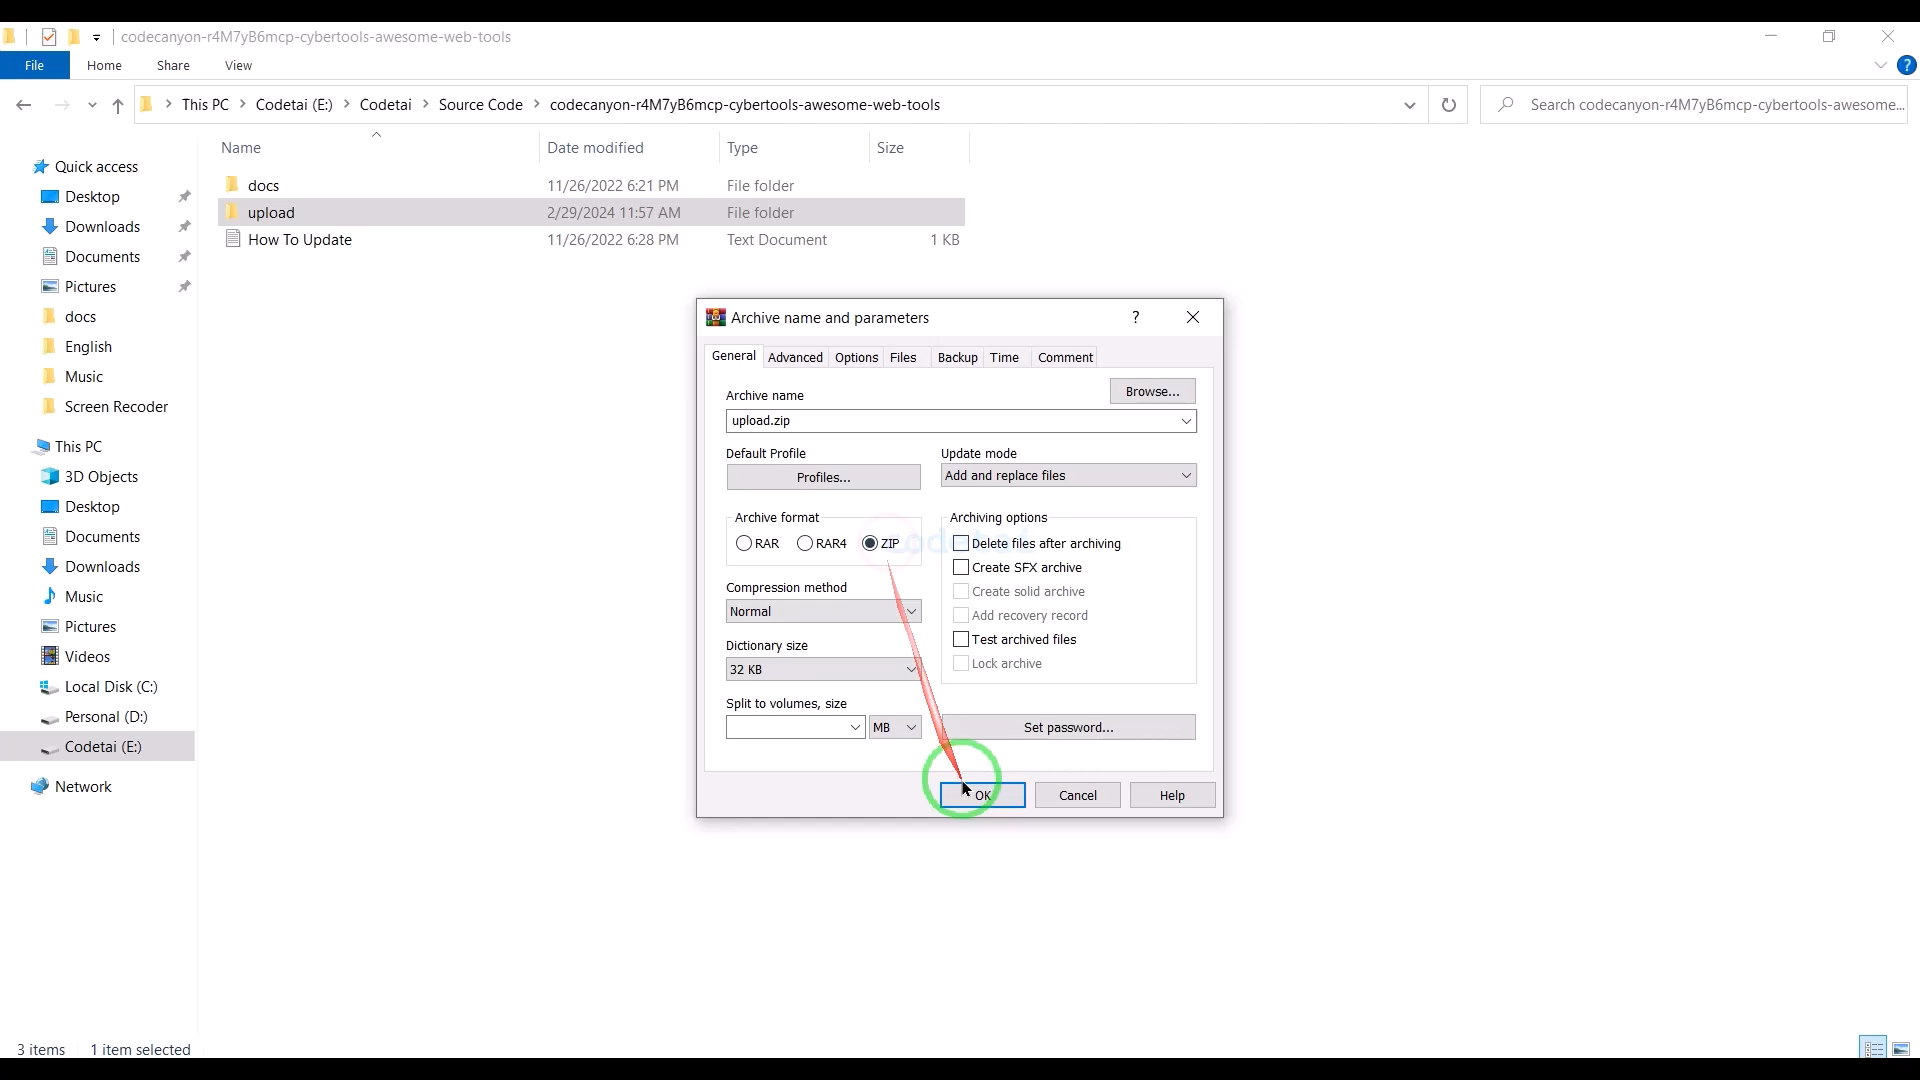 codecanyon-r4M7yB6mcp-cybertools-awesome-web-tools
File Home Share View
This PC Codetai (E:) Codetai Source Code codecanyon-r4M7yB6mcp-cybertools-awesome-web-tools
Search codecanyon-r4M7yB6mcp-cybertools-awesome...
Name Date modified Type Size
docs 11/26/2022 6:21 PM File folder
upload 2/29/2024 11:57 AM File folder
How To Update 11/26/2022 6:28 PM Text Document 1 KB
Quick access
Desktop
Downloads
Documents
Pictures
docs
English
Music
Screen Recoder
This PC
3D Objects
Desktop
Documents
Downloads
Music
Pictures
Videos
Local Disk (C:)
Personal (D:)
Codetai (E:)
Network
Archive name and parameters ?
General Advanced Options Files Backup Time Comment
Archive name
Browse...
upload.zip
Default Profile
Profiles...
Update mode
Add and replace files
Archive format
RAR RAR4 ZIP
Compression method
Normal
Dictionary size
32 KB
Split to volumes, size
MB
Archiving options
Delete files after archiving
Create SFX archive
Create solid archive
Add recovery record
Test archived files
Lock archive
Set password...
OK Cancel Help
3 items 1 item selected